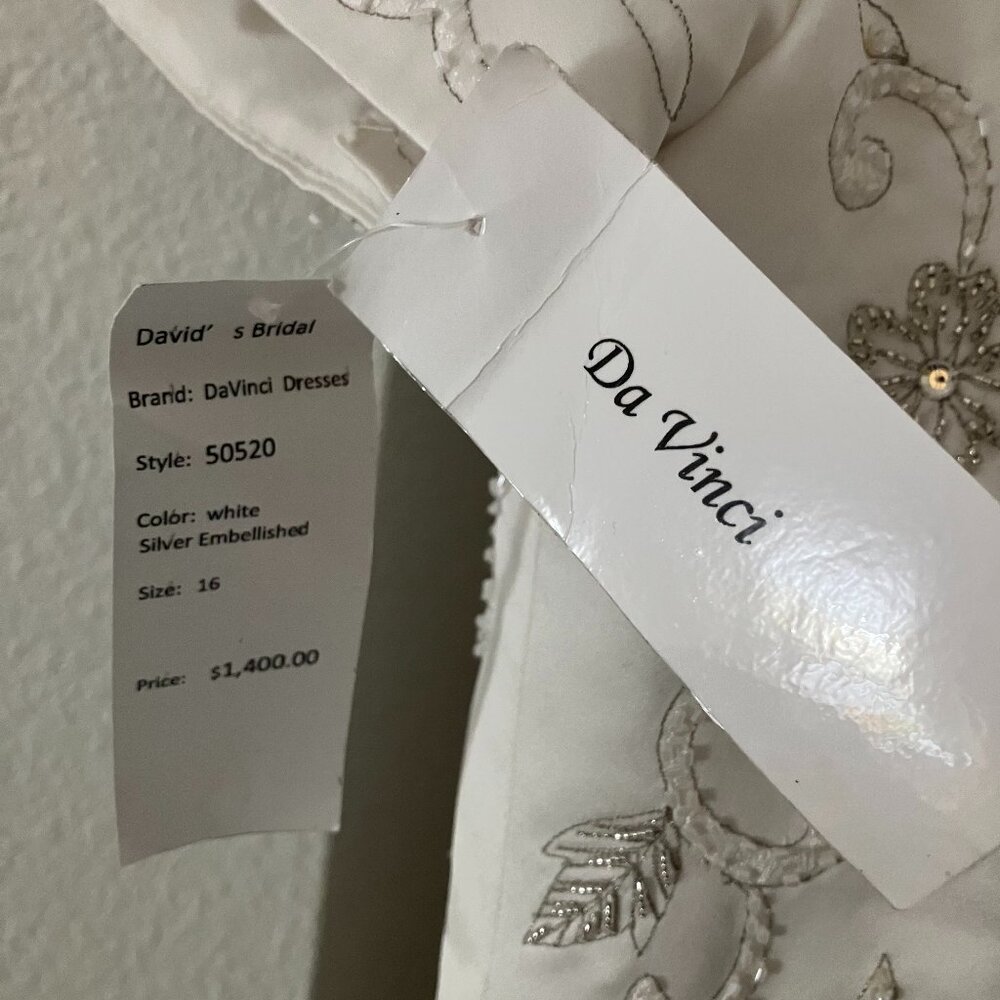 David’ s Bridal
Brand: DaVinci Dresses
Style: 50520
Color: white
Silver Embellished
Size: 16
Price: $1,400.00
Da Vinci